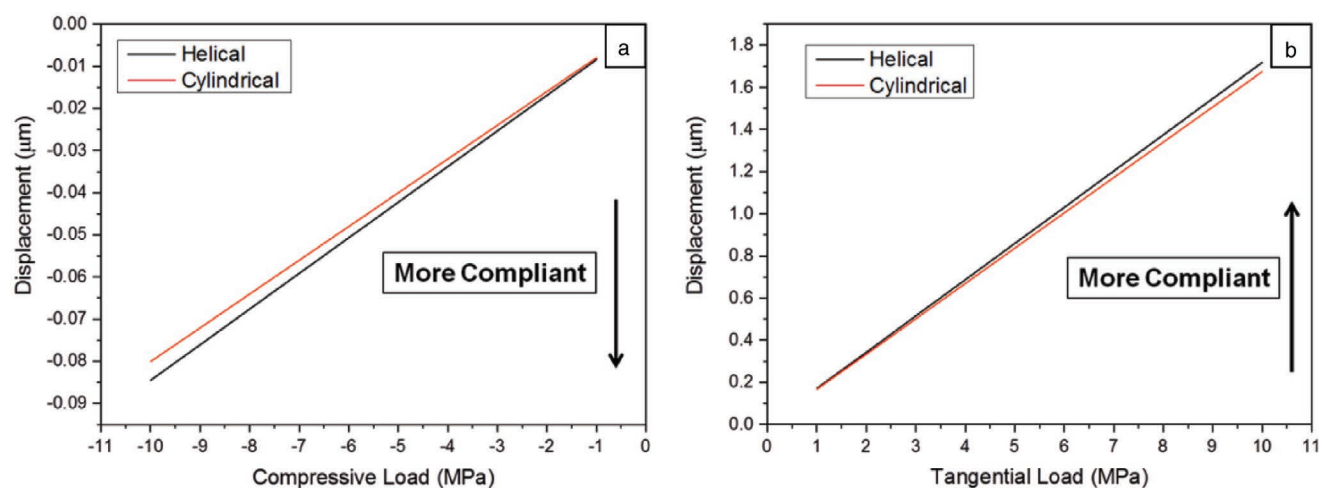 a
Helical
Cylindrical
More Compliant
Displacement (μm)
0.00
-0.01
-0.02
-0.03
-0.04
-0.05
-0.06
-0.07
-0.08
-0.09
-11 -10 -9 -8 -7 -6 -5 -4 -3 -2 -1 0
Compressive Load (MPa)
b
Helical
Cylindrical
More Compliant
Displacement (μm)
1.8
1.6
1.4
1.2
1.0
0.8
0.6
0.4
0.2
0.0
0 1 2 3 4 5 6 7 8 9 10 11
Tangential Load (MPa)